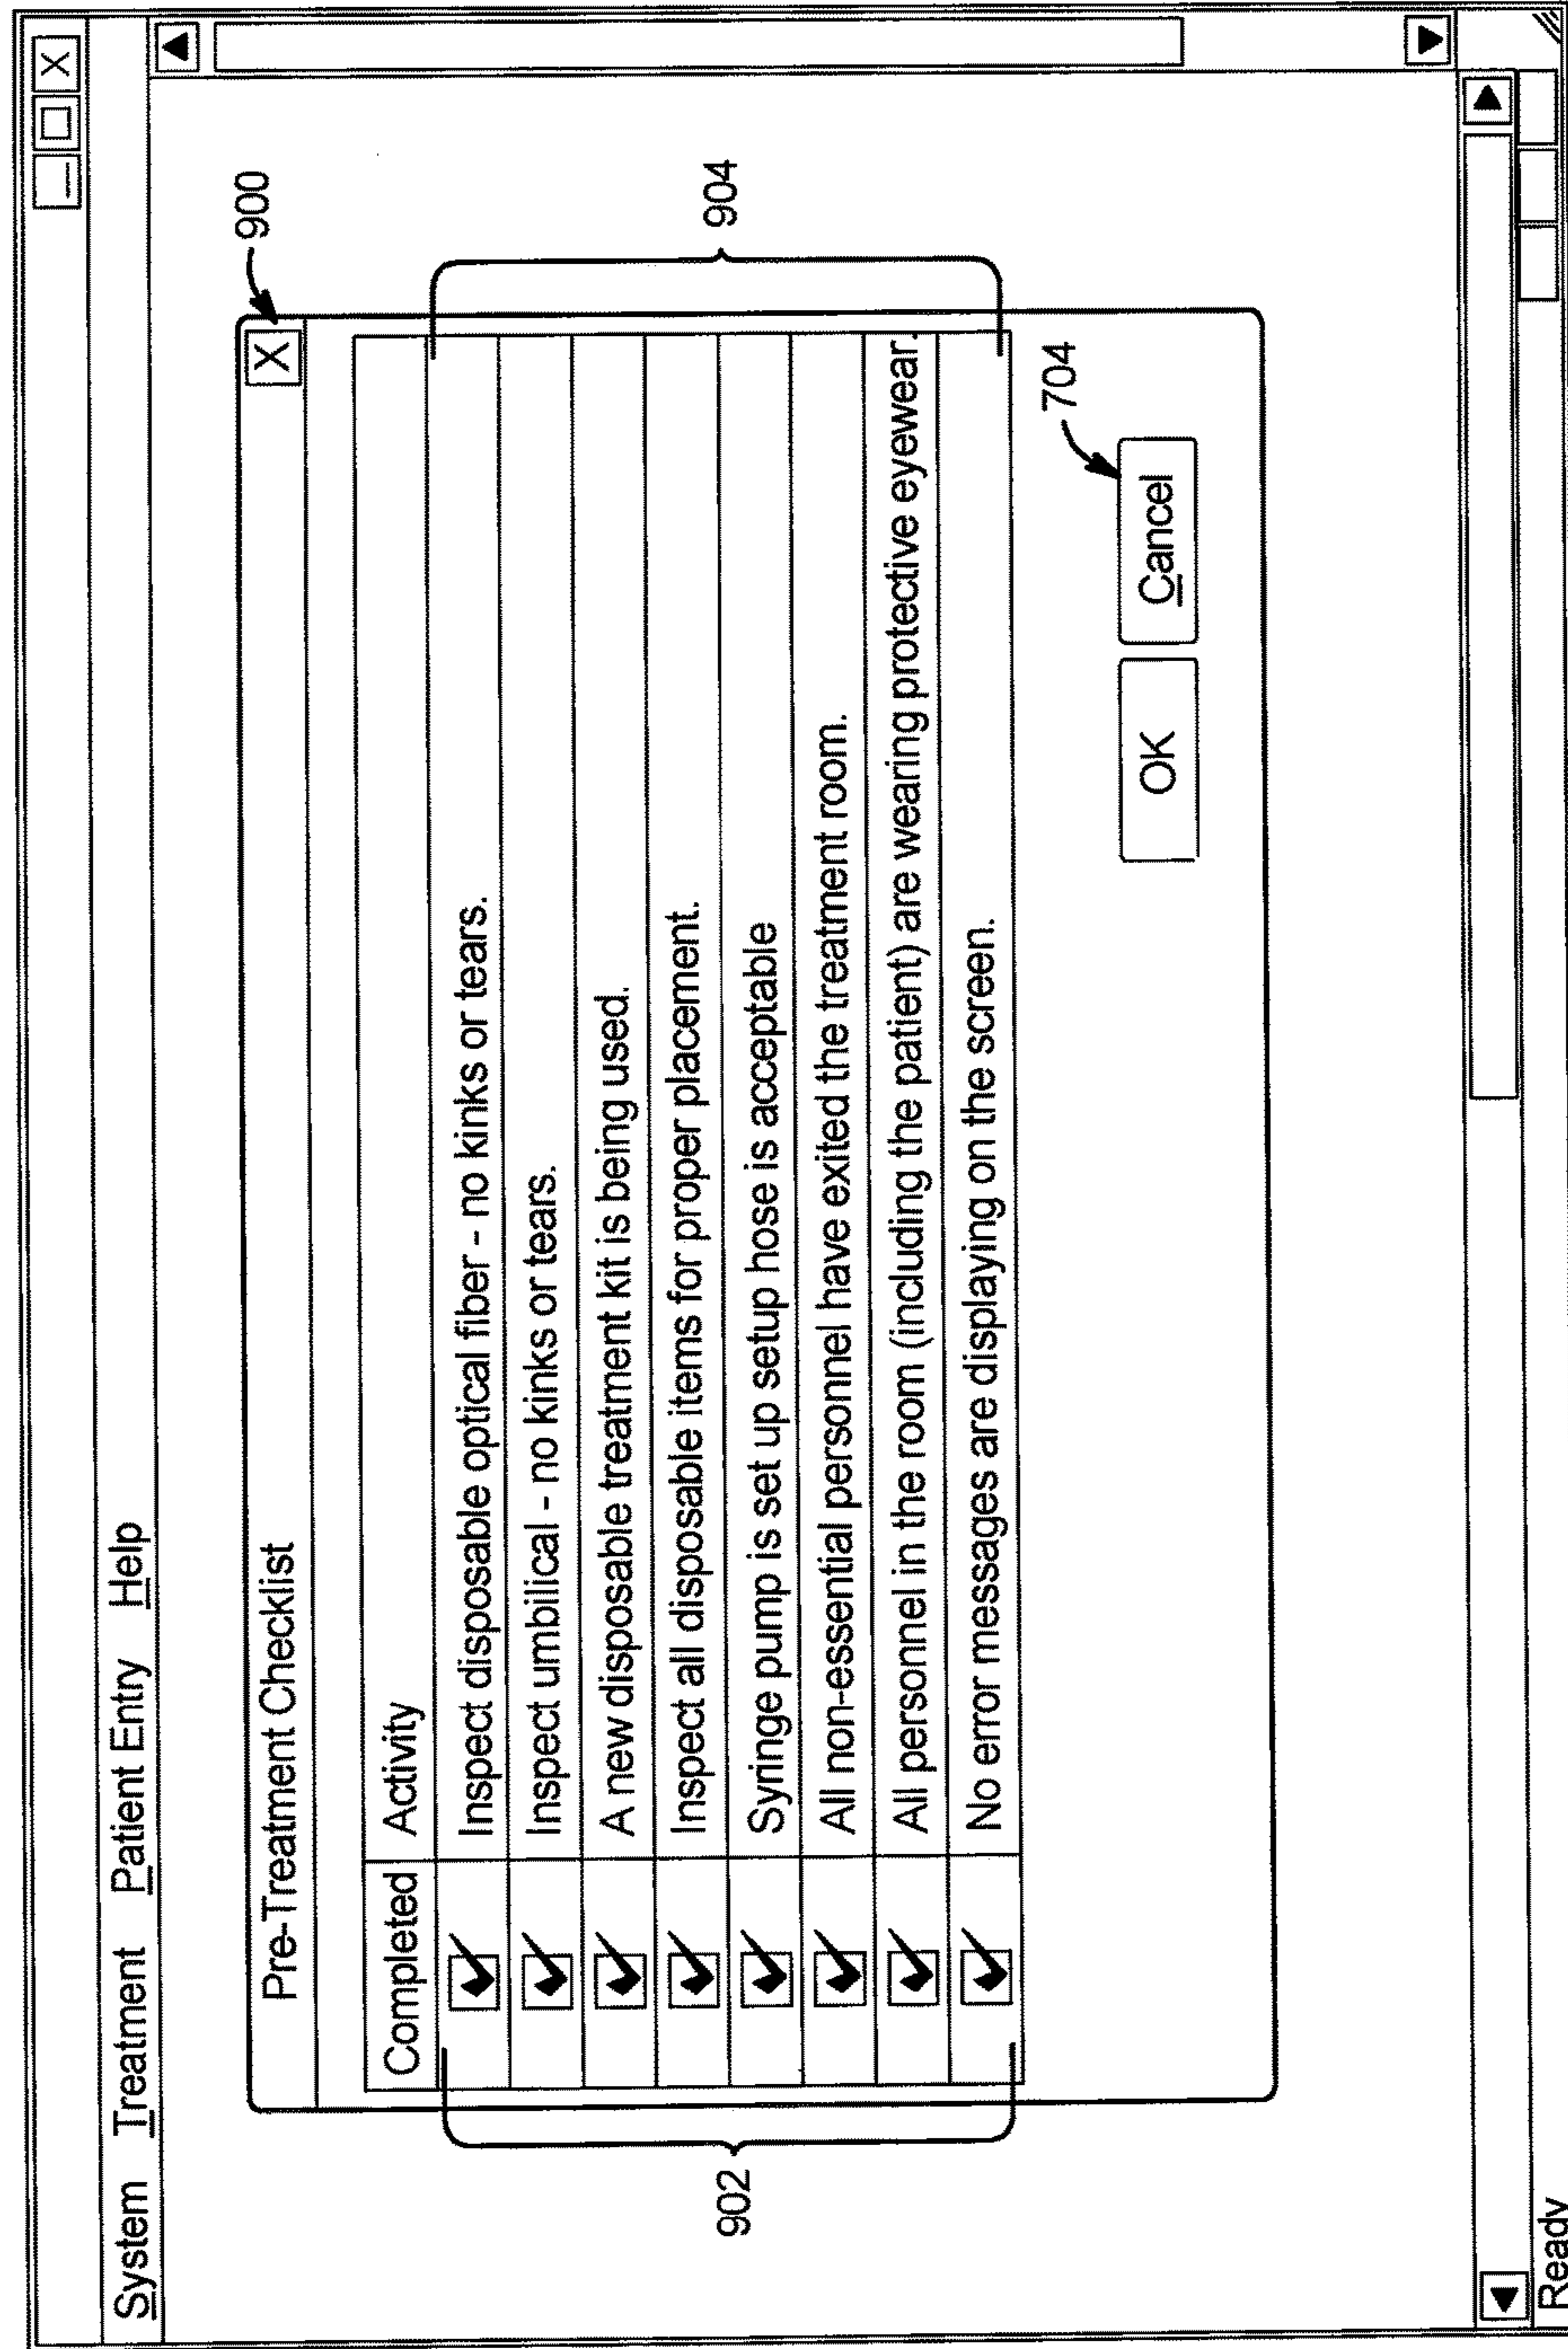 System Treatment Patient Entry Help
Pre-Treatment Checklist X
900
Completed Activity
Inspect disposable optical fiber - no kinks or tears.
Inspect umbilical - no kinks or tears.
A new disposable treatment kit is being used.
Inspect all disposable items for proper placement.
902
904
Syringe pump is set up setup hose is acceptable
All non-essential personnel have exited the treatment room.
All personnel in the room (including the patient) are wearing protective eyewear.
No error messages are displaying on the screen.
704
OK Cancel
Ready